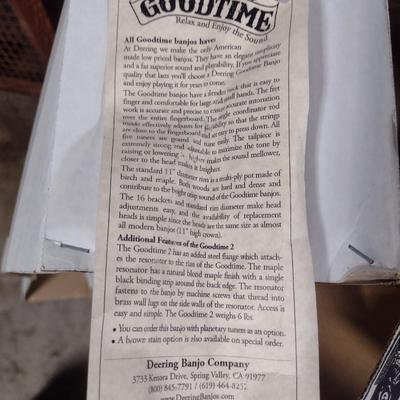 GOODTIME
Relax and Enjoy the Sound
All Goodtime banjos have:
At Deering we make the only American
made low priced banjos. They have an elegant simplicity
and a far superior sound and playability. If you appreciate
quality that lasts you'll choose a Deering Goodtime Banjo
and enjoy playing it for years to come.
The Goodtime banjos have a slender neck that is easy to
finger and comfortable for large and small hands. The fret
work is accurate and precise to ensure accurate intonation
over the entire fingerboard. The single coordinator rod
effectively adjusts for playability so that the strings
are close to the fingerboard and are easy to press down. All
five tuners are geared and tune easily. The tailpiece is
extremely strong and adjustable to maximize the tone by
raising or lowering it, higher makes the sound mellower,
closer to the head makes it brighter.
The standard 11" diameter rim is a multi-ply pot made of
birch and maple. Both woods are hard and dense and
contribute to the bright crisp sound of the Goodtime banjos.
The 16 brackets and standard rim diameter make head
adjustments easy, and the availability of replacement
heads is simple since the heads are the same size as almost
all modern banjos (11" high crown).
Additional Features of the Goodtime 2
The Goodtime 2 has an added steel flange which attach-
es the resonator to the rim of the Goodtime. The maple
resonator has a natural blond maple finish with a single
black binding strip around the back edge. The resonator
fastens to the banjo by machine screws that thread into
brass wall lugs on the side walls of the resonator. Access is
easy and simple. The Goodtime 2 weighs 6 lbs.
• You can order this banjo with planetary tuners as an option.
• A brown stain option is also available on special order.
Deering Banjo Company
3733 Kenora Drive, Spring Valley, CA 91977
(800) 845-7791 / (619) 464-8252
www.DeeringBanjos.com